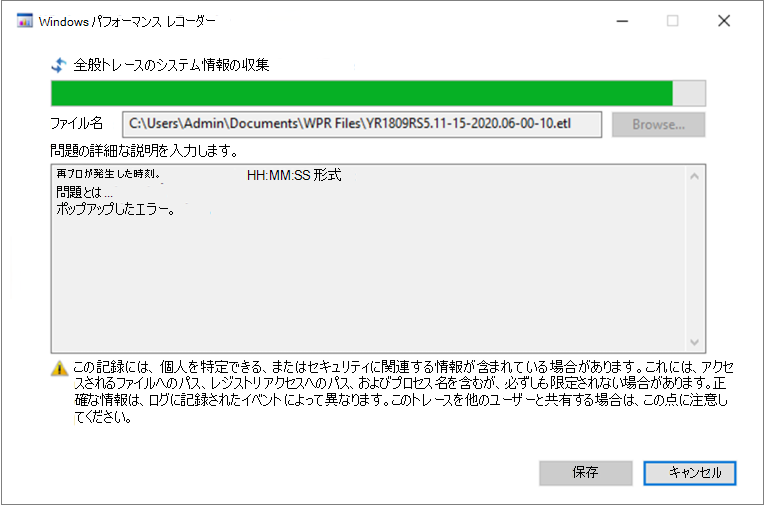 Windows パフォーマンス レコーダー
全般トレースのシステム情報の収集
ファイル名 C:\Users\Admin\Documents\WPR Files\YR1809RS5.11-15-2020.06-00-10.etl Browse...
問題の詳細な説明を入力します。
再プロが発生した時刻。 HH:MM:SS 形式
問題とは...
ポップアップしたエラー。
この記録には、個人を特定できる、またはセキュリティに関連する情報が含まれている場合があります。これには、アクセ
スされるファイルへのパス、レジストリアクセスへのパス、およびプロセス名を含むが、必ずしも限定されない場合があります。正
確な情報は、ログに記録されたイベントによって異なります。このトレースを他のユーザーと共有する場合は、この点に注意し
てください。
保存 キャンセル